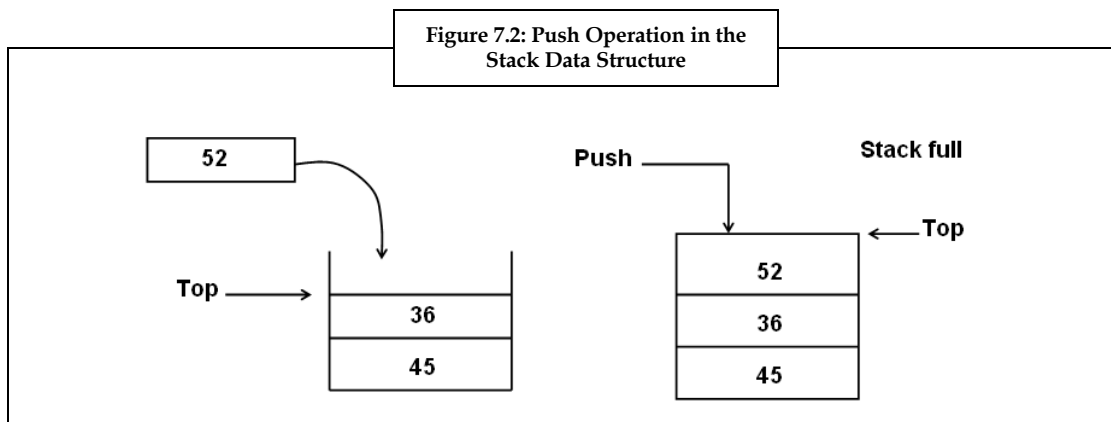 Figure 7.2: Push Operation in the
Stack Data Structure
52
Top
36
45
Push
Stack full
Top
52
36
45